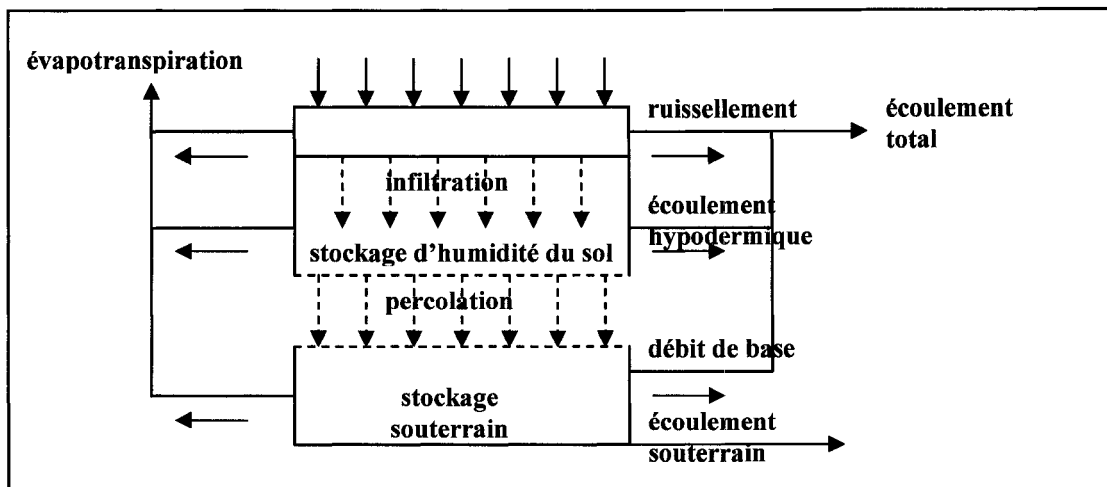 évapotranspiration
ruissellement
écoulement
total
infiltration
écoulement
hypodermique
stockage d'humidité du sol
percolation
débit de base
stockage
souterrain
écoulement
souterrain